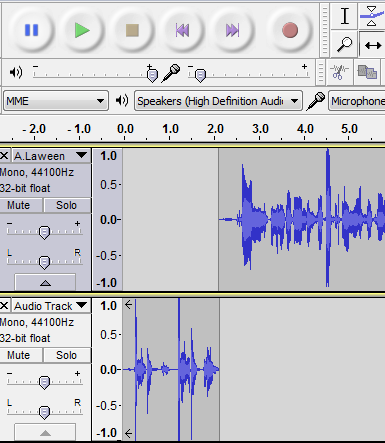 MME Speakers (High Definition Audio Microphone
- 2.0 - 1.0 0.0 1.0 2.0 3.0 4.0 5.0
A.Laween
Mono, 44100Hz
32-bit float
Mute Solo
- +
L R
1.0
0.5
0.0
-0.5
-1.0
Audio Track
Mono, 44100Hz
32-bit float
Mute Solo
- +
L R
1.0
0.5
0.0
-0.5
-1.0